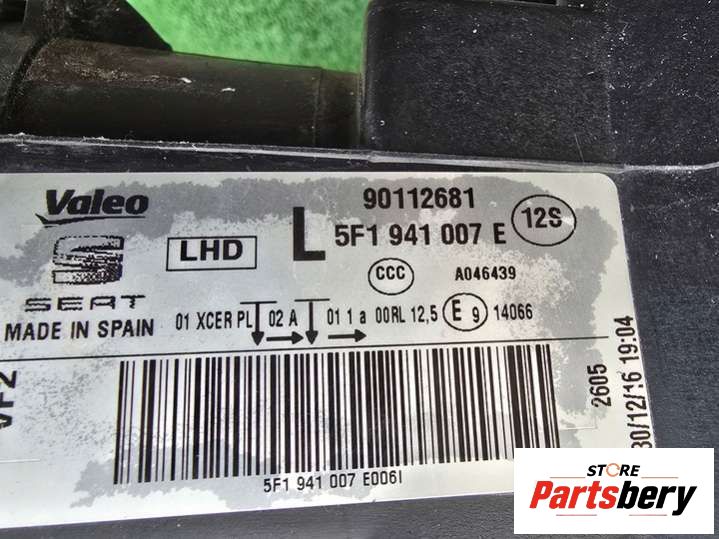 Valeo
90112681
LHD L 5F1 941 007 E 12S
SEAT
CCC A046439
MADE IN SPAIN 01 XCER PL 02 A 01 1 a 00RL 12,5 E 9 14066
VF2
2605
30/12/16 19:04
5F1 941 007 E006I
STORE
Partsbery